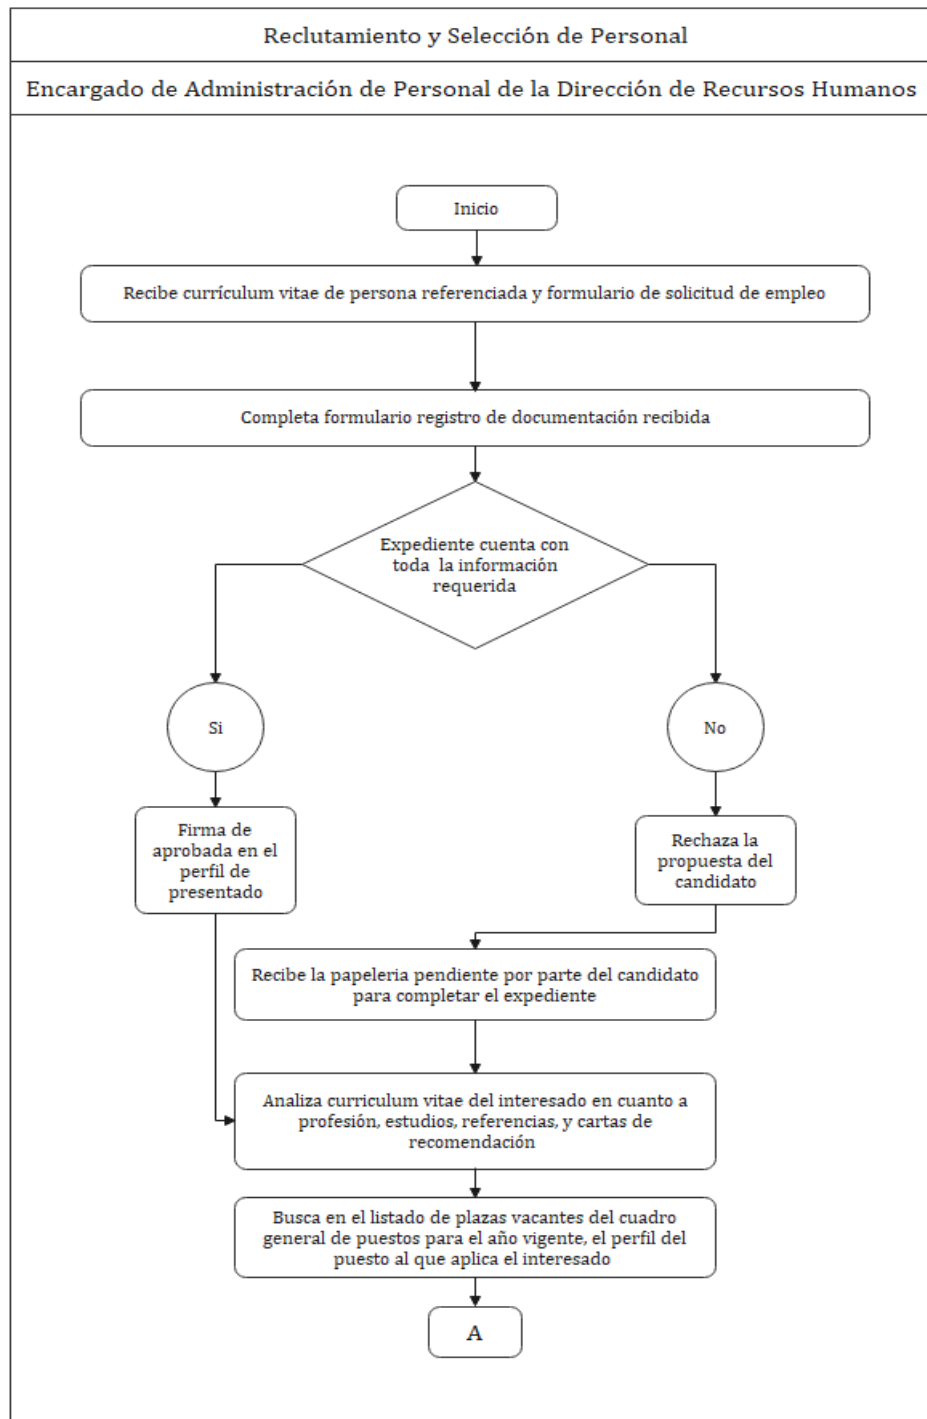 Reclutamiento y Selección de Personal
Encargado de Administración de Personal de la Dirección de Recursos Humanos
Inicio
Recibe currículum vitae de persona referenciada y formulario de solicitud de empleo
Completa formulario registro de documentación recibida
Expediente cuenta con
toda la información
requerida
Si
No
Firma de
aprobada en el
perfil de
presentado
Rechaza la
propuesta del
candidato
Recibe la papeleria pendiente por parte del candidato
para completar el expediente
Analiza curriculum vitae del interesado en cuanto a
profesión, estudios, referencias, y cartas de
recomendación
Busca en el listado de plazas vacantes del cuadro
general de puestos para el año vigente, el perfil del
puesto al que aplica el interesado
A